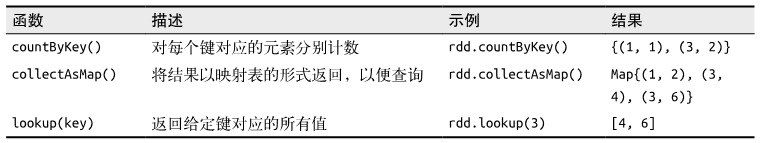 函数 描述 示例 结果
countByKey() 对每个键对应的元素分别计数 rdd.countByKey() {(1, 1), (3, 2)}
collectAsMap() 将结果以映射表的形式返回，以便查询 rdd.collectAsMap() Map{(1, 2), (3,
4), (3, 6)}
lookup(key) 返回给定键对应的所有值 rdd.lookup(3) [4, 6]